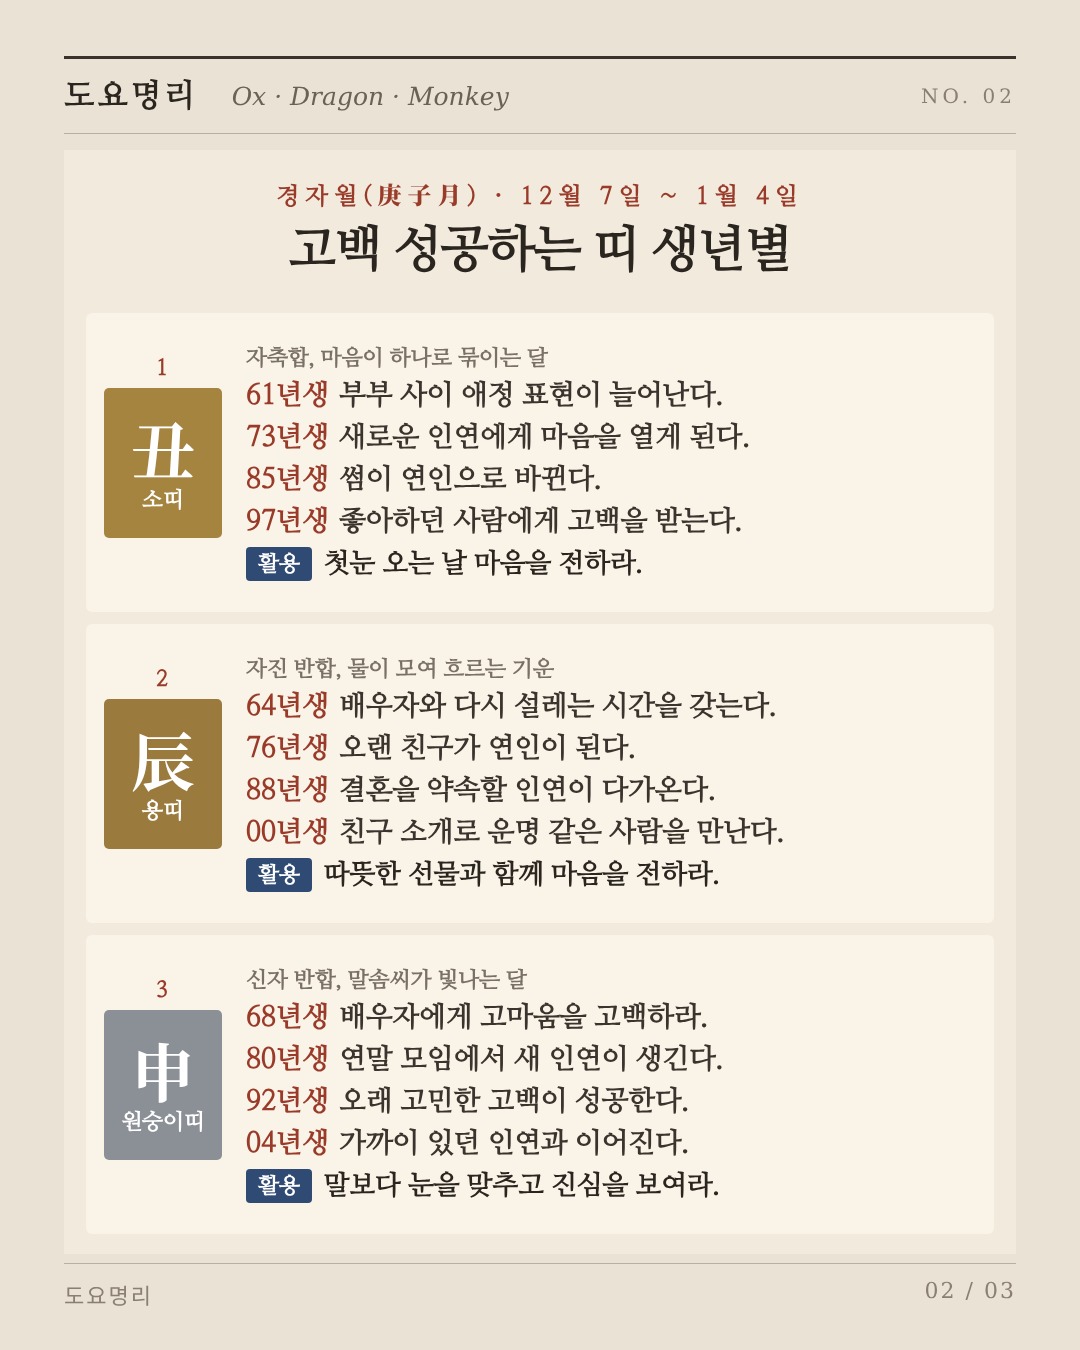 도요명리 Ox · Dragon · Monkey NO. 02
경자월(庚子月) · 12월 7일 ~ 1월 4일
고백 성공하는 띠 생년별
1
丑
소띠
자축합, 마음이 하나로 묶이는 달
61년생 부부 사이 애정 표현이 늘어난다.
73년생 새로운 인연에게 마음을 열게 된다.
85년생 썸이 연인으로 바뀐다.
97년생 좋아하던 사람에게 고백을 받는다.
활용 첫눈 오는 날 마음을 전하라.
2
辰
용띠
자진 반합, 물이 모여 흐르는 기운
64년생 배우자와 다시 설레는 시간을 갖는다.
76년생 오랜 친구가 연인이 된다.
88년생 결혼을 약속할 인연이 다가온다.
00년생 친구 소개로 운명 같은 사람을 만난다.
활용 따뜻한 선물과 함께 마음을 전하라.
3
申
원숭이띠
신자 반합, 말솜씨가 빛나는 달
68년생 배우자에게 고마움을 고백하라.
80년생 연말 모임에서 새 인연이 생긴다.
92년생 오래 고민한 고백이 성공한다.
04년생 가까이 있던 인연과 이어진다.
활용 말보다 눈을 맞추고 진심을 보여라.
도요명리 02 / 03